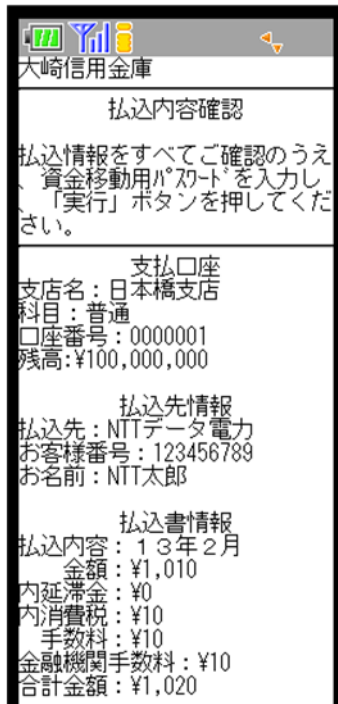 大崎信用金庫
払込内容確認
払込情報をすべてご確認のうえ
、資金移動用ﾊﾟｽﾜｰﾄﾞを入力し
、「実行」ボタンを押してくだ
さい。
支払口座
支店名：日本橋支店
科目：普通
口座番号：0000001
残高:¥100,000,000
払込先情報
払込先：NTTデータ電力
お客様番号：123456789
お名前：NTT太郎
払込書情報
払込内容：１３年２月
金額：¥1,010
内延滞金：¥0
内消費税：¥10
手数料：¥10
金融機関手数料：¥10
合計金額：¥1,020